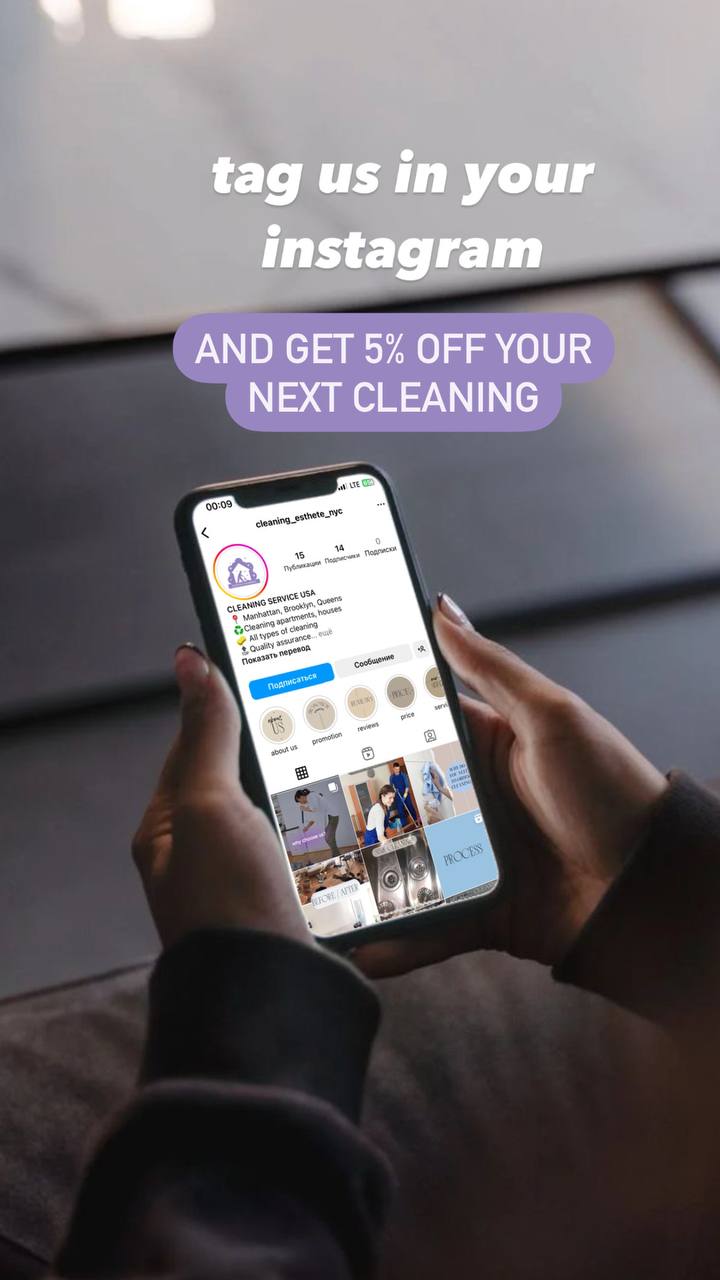 tag us in your
instagram
AND GET 5% OFF YOUR
NEXT CLEANING
00:09
LTE
cleaning_esthete_nyc
15
14
0
Публикации
Подписчики
Подписки
CLEANING SERVICE USA
📍 Manhattan, Brooklyn, Queens
♻️Cleaning apartments, houses
🧽 All types of cleaning
🔝 Quality assurance... ещё
Показать перевод
Подписаться
Сообщение
about
US
REVIEWS
PRICE
about us
promotion
reviews
price
servi
why choose us?
BEFORE / AFTER
PROCESS